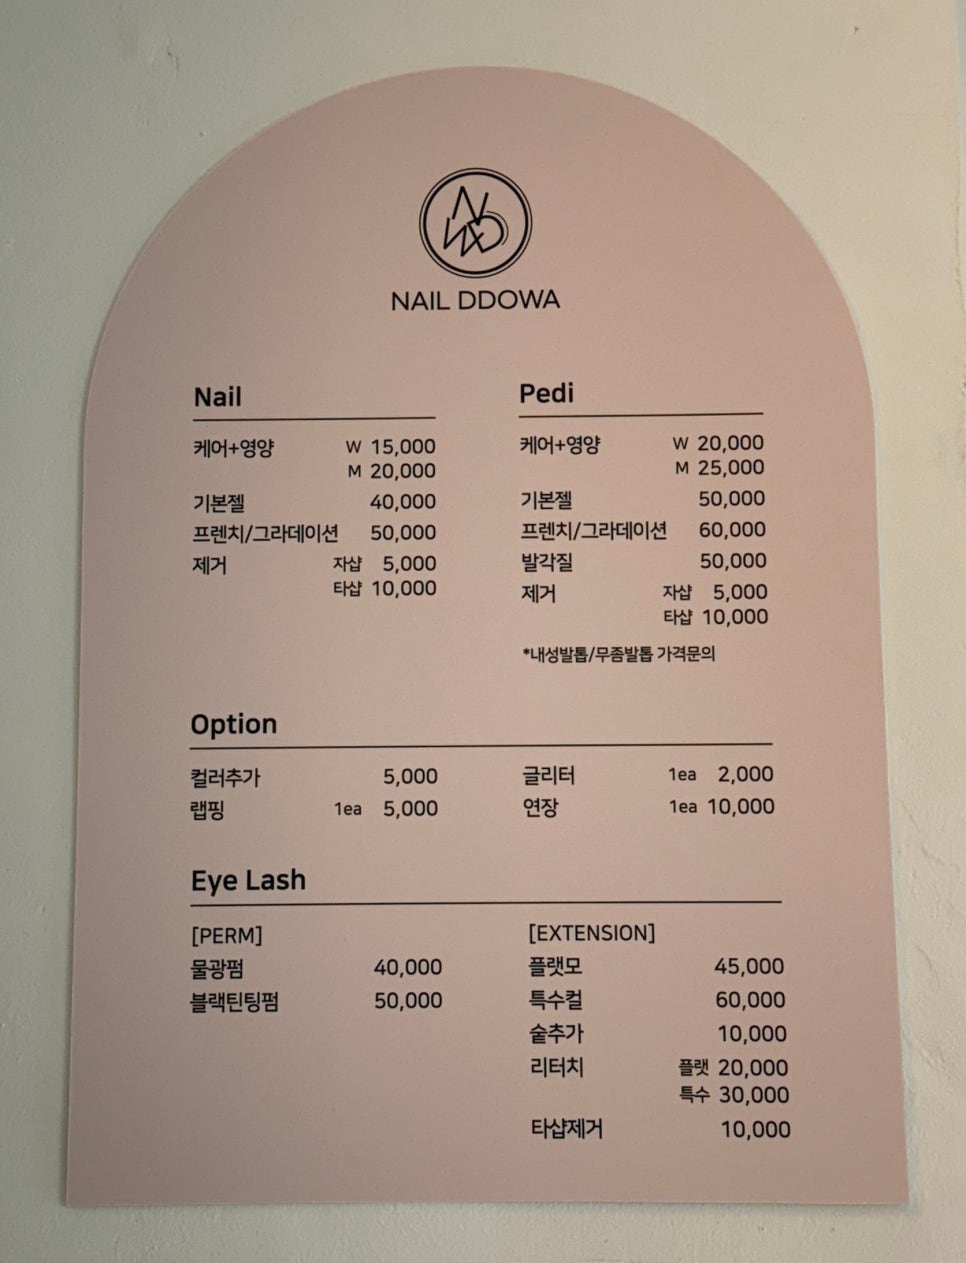 NAIL DDOWA
Nail
케어+영양 W 15,000
M 20,000
기본젤 40,000
프렌치/그라데이션 50,000
제거 자샵 5,000
타샵 10,000
Pedi
케어+영양 W 20,000
M 25,000
기본젤 50,000
프렌치/그라데이션 60,000
발각질 50,000
제거 자샵 5,000
타샵 10,000
*내성발톱/무좀발톱 가격문의
Option
컬러추가 5,000
랩핑 1ea 5,000
글리터 1ea 2,000
연장 1ea 10,000
Eye Lash
[PERM]
물광펌 40,000
블랙틴팅펌 50,000
[EXTENSION]
플랫모 45,000
특수컬 60,000
숱추가 10,000
리터치 플랫 20,000
특수 30,000
타샵제거 10,000